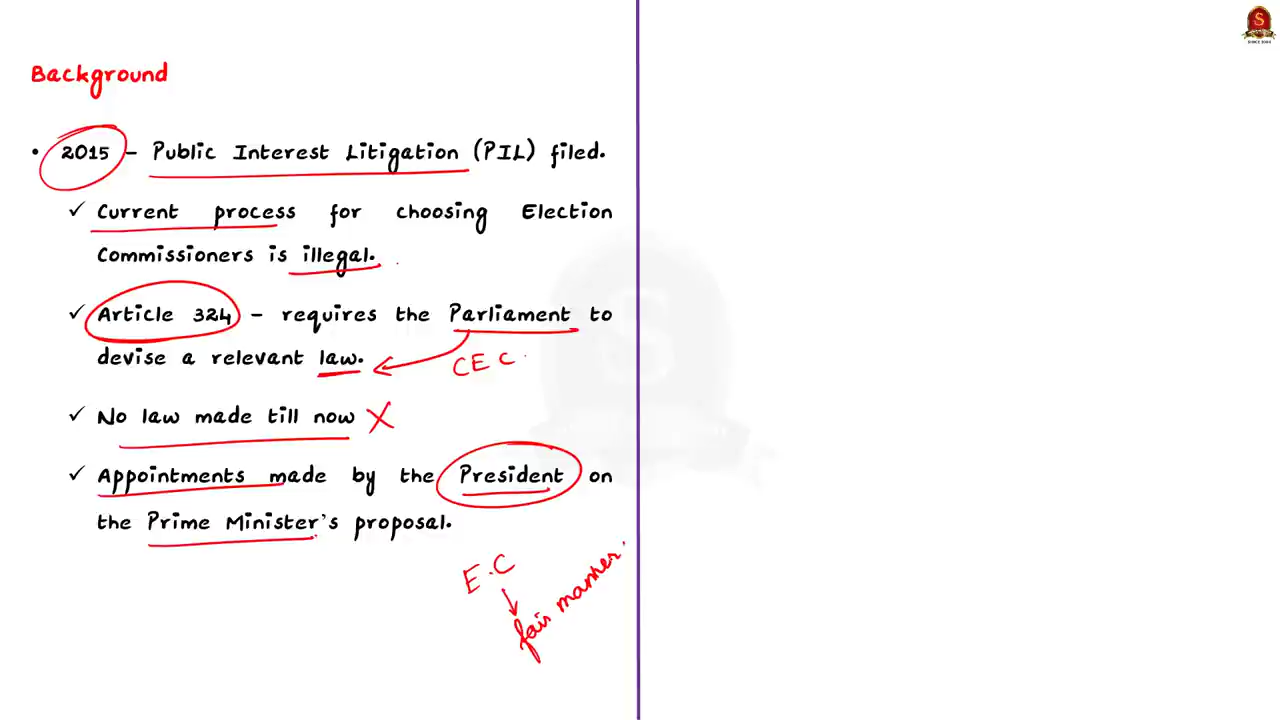 Background
• 2015 - Public Interest Litigation (PIL) filed.
✓ Current process for choosing Election
Commissioners is illegal.
✓ Article 324 - requires the Parliament to
devise a relevant law.
CEC.
✓ No law made till now X
✓ Appointments made by the President on
the Prime Minister's proposal.
E.C
fair manner.
S
SINCE 2004
S